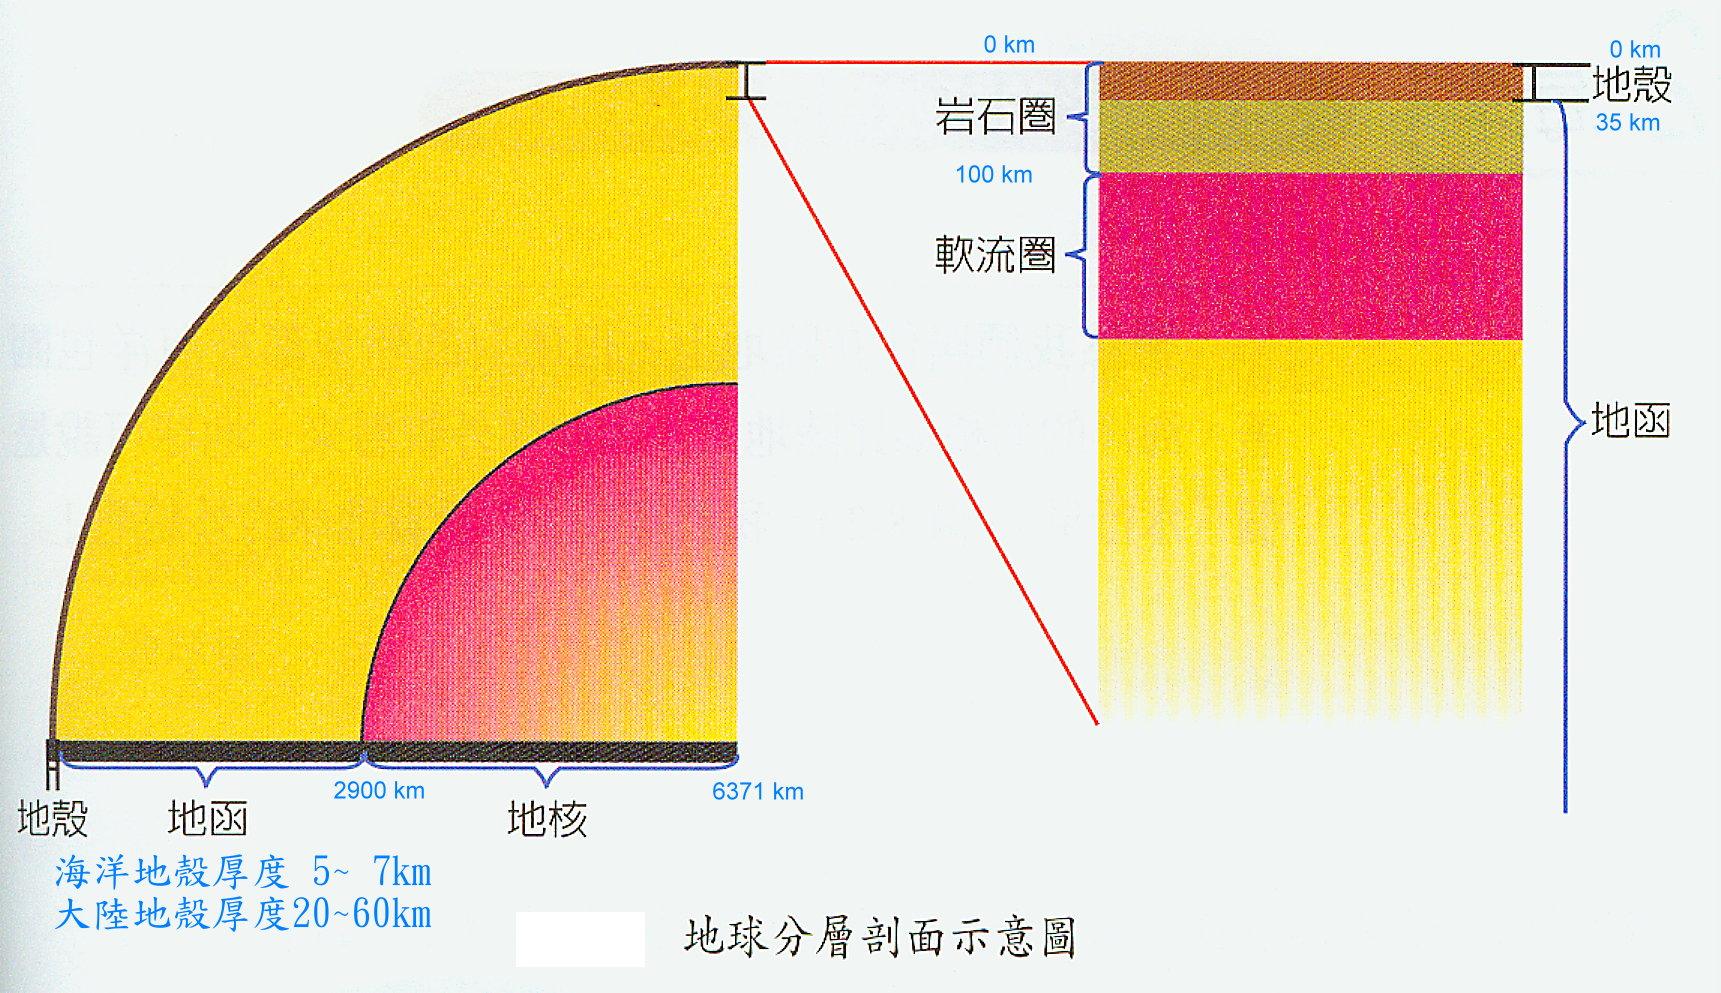 0 km
0 km
地殼
35 km
岩石圈
100 km
軟流圈
地函
2900 km
6371 km
地殼
地函
地核
海洋地殼厚度 5~ 7km
大陸地殼厚度20~60km
地球分層剖面示意圖